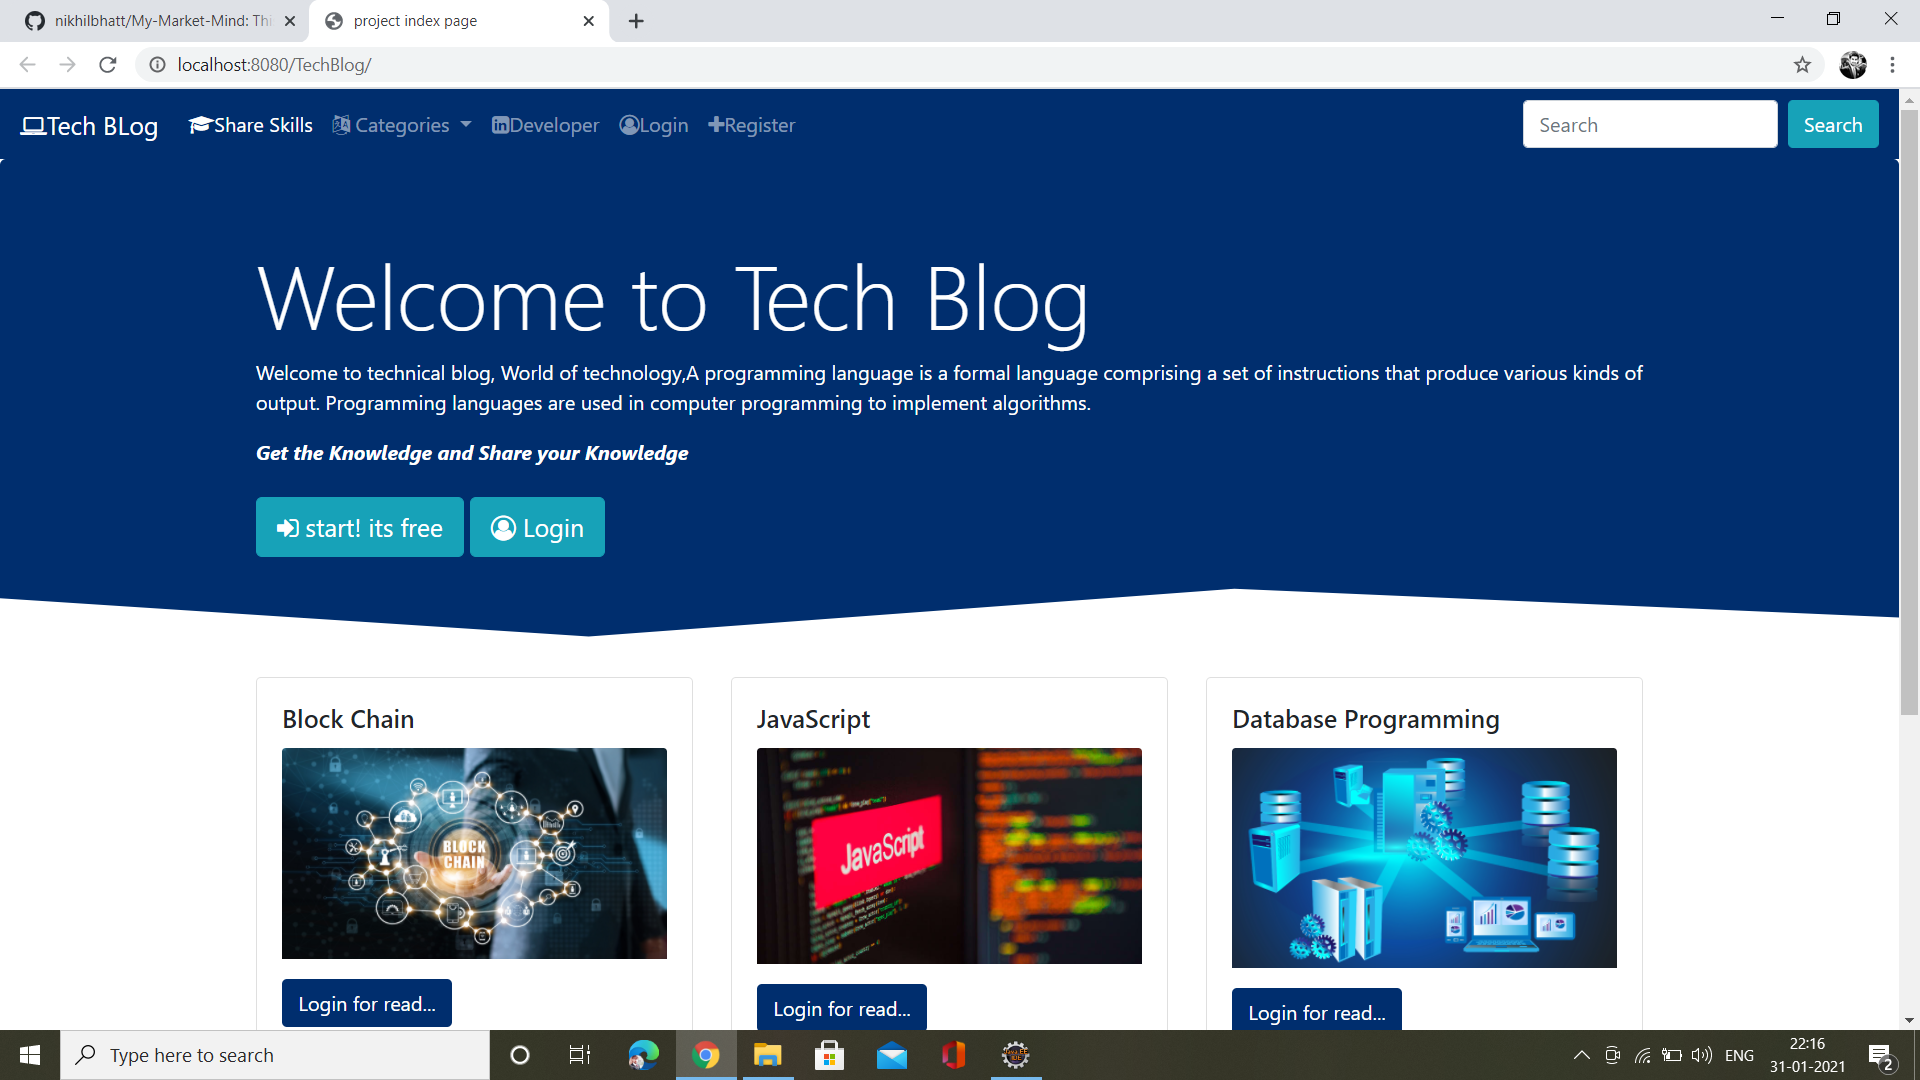 nikhilbhatt/My-Market-Mind: Thi
project index page
localhost:8080/TechBlog/
Tech BLog
Share Skills
Categories
Developer
Login
Register
Search
Search
Welcome to Tech Blog
Welcome to technical blog, World of technology,A programming language is a formal language comprising a set of instructions that produce various kinds of
output. Programming languages are used in computer programming to implement algorithms.
Get the Knowledge and Share your Knowledge
start! its free
Login
Block Chain
JavaScript
Database Programming
BLOCK
CHAIN
JavaScript
Login for read...
Login for read...
Login for read...
Type here to search
ENG
22:16
31-01-2021
2